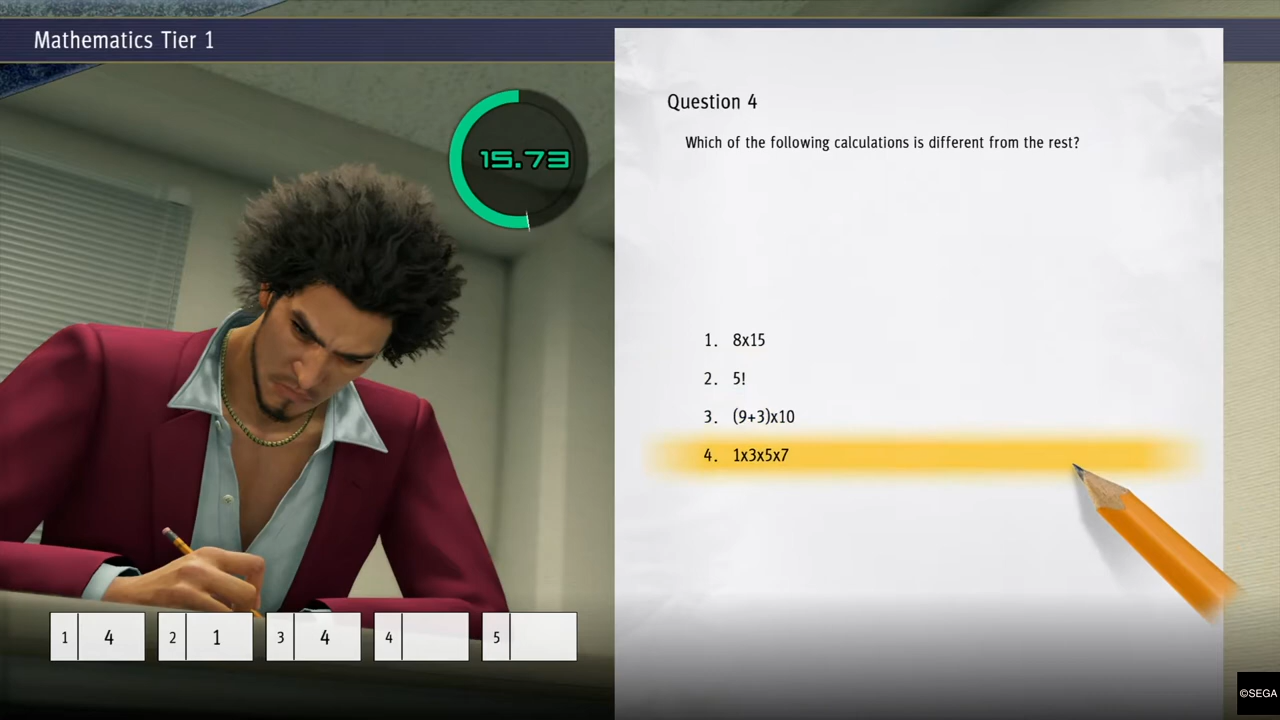 Mathematics Tier 1
15.73
Question 4
Which of the following calculations is different from the rest?
1. 8x15
2. 5!
3. (9+3)x10
4. 1x3x5x7
1 4 2 1 3 4 4 5
©SEGA